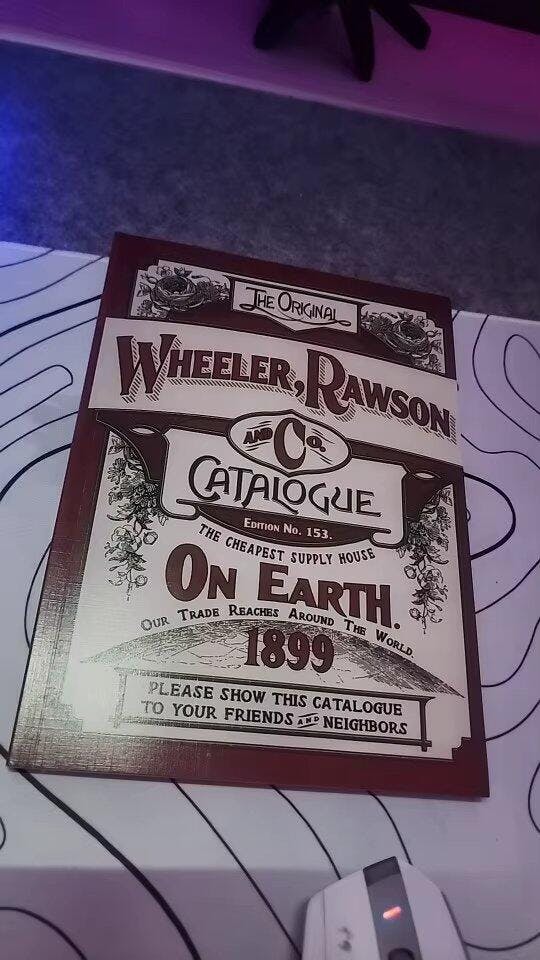 THE ORIGINAL
WHEELER, RAWSON
AND CO.
CATALOGUE
EDITION NO. 153.
THE CHEAPEST SUPPLY HOUSE
ON EARTH.
OUR TRADE REACHES AROUND THE WORLD
1899
PLEASE SHOW THIS CATALOGUE
TO YOUR FRIENDS AND NEIGHBORS